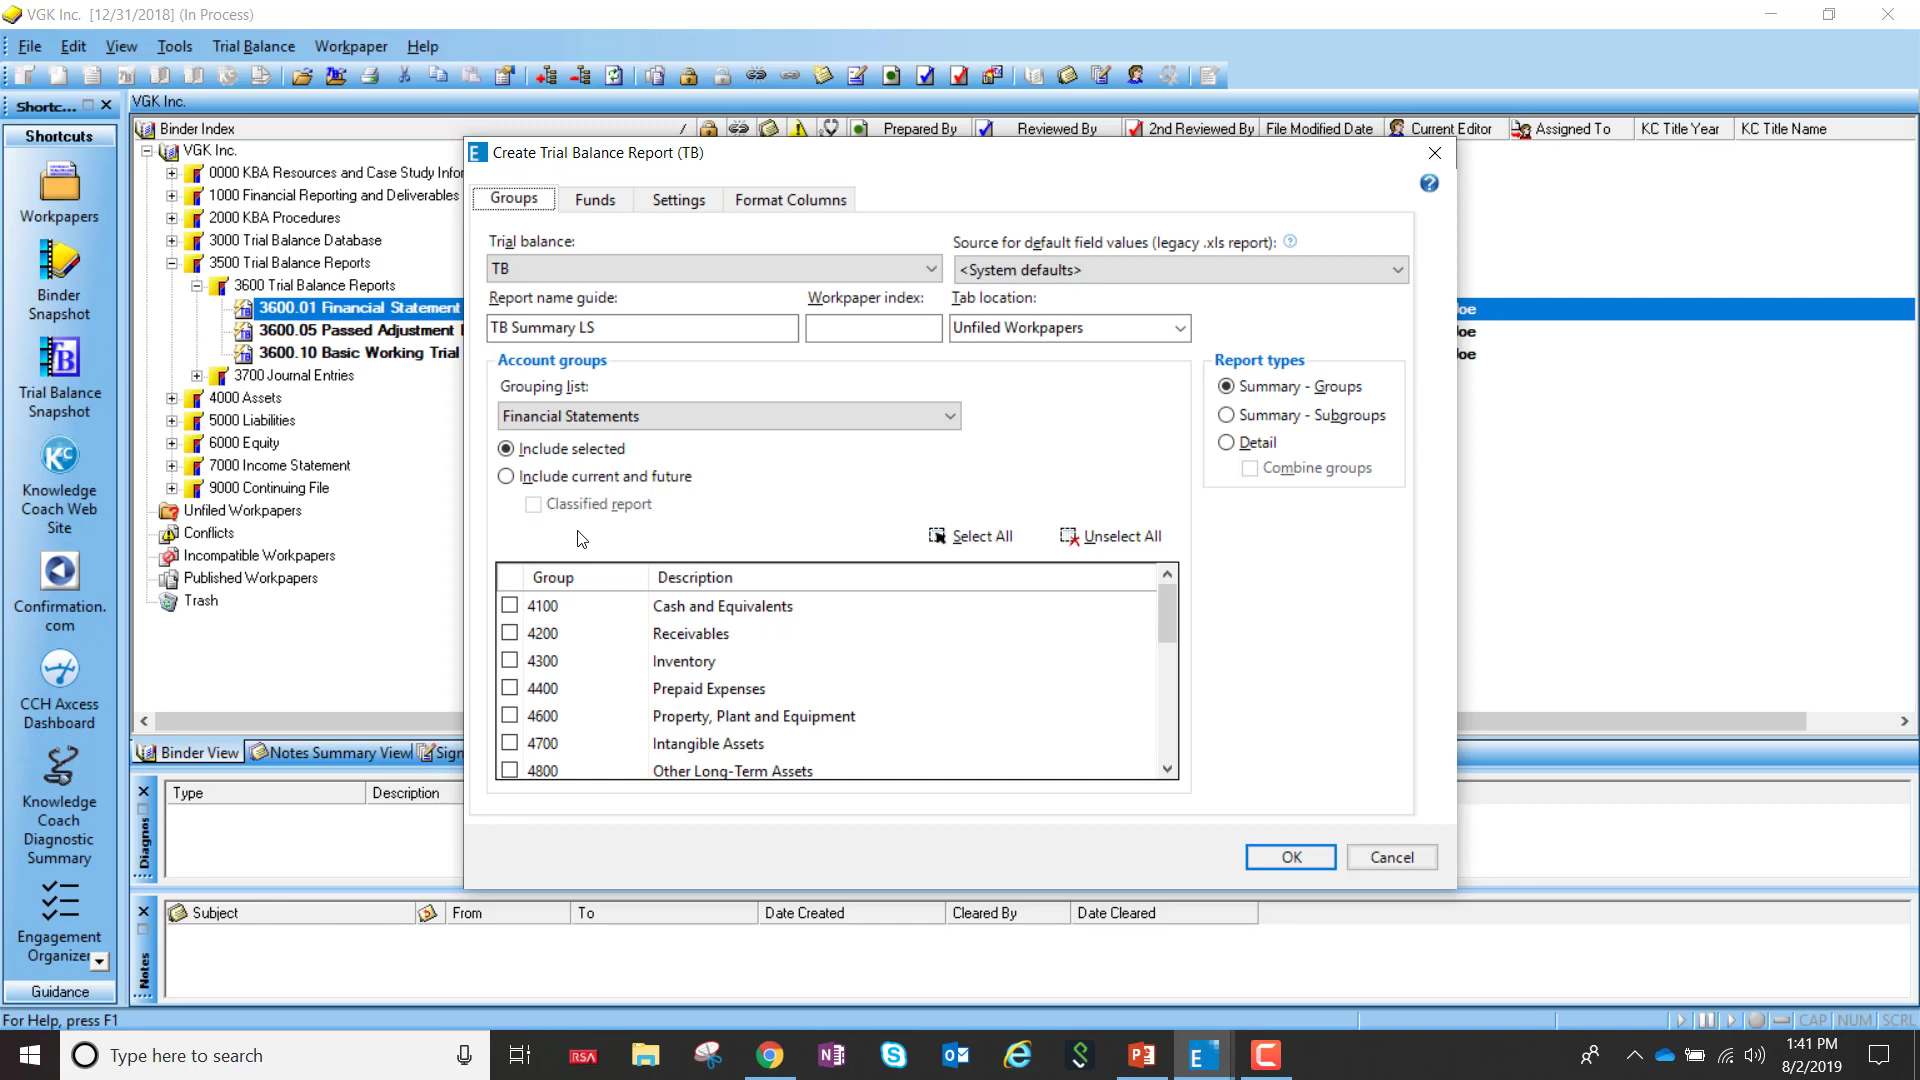 VGK Inc.  [12/31/2018] (In Process)
File Edit View Tools Trial Balance Workpaper Help
Shortc...
VGK Inc.
Shortcuts
Workpapers
Binder
Snapshot
Trial Balance
Snapshot
Knowledge
Coach Web
Site
Confirmation.
com
CCH Axcess
Dashboard
Knowledge
Coach
Diagnostic
Summary
Engagement
Organizer
Guidance
Binder Index / Prepared By Reviewed By 2nd Reviewed By File Modified Date Current Editor Assigned To KC Title Year KC Title Name
VGK Inc.
0000 KBA Resources and Case Study Infor
1000 Financial Reporting and Deliverables
2000 KBA Procedures
3000 Trial Balance Database
3500 Trial Balance Reports
3600 Trial Balance Reports
3600.01 Financial Statement
3600.05 Passed Adjustment
3600.10 Basic Working Trial
3700 Journal Entries
4000 Assets
5000 Liabilities
6000 Equity
7000 Income Statement
9000 Continuing File
Unfiled Workpapers
Conflicts
Incompatible Workpapers
Published Workpapers
Trash
Create Trial Balance Report (TB)
Groups Funds Settings Format Columns
Trial balance:
TB
Source for default field values (legacy .xls report):
<System defaults>
Report name guide: Workpaper index: Tab location:
TB Summary LS Unfiled Workpapers
Account groups
Grouping list:
Financial Statements
Include selected
Include current and future
Classified report
Report types
Summary - Groups
Summary - Subgroups
Detail
Combine groups
Select All Unselect All
Group Description
4100 Cash and Equivalents
4200 Receivables
4300 Inventory
4400 Prepaid Expenses
4600 Property, Plant and Equipment
4700 Intangible Assets
4800 Other Long-Term Assets
OK Cancel
Binder View Notes Summary View Sign
Diagnos
Type Description
Notes
Subject From To Date Created Cleared By Date Cleared
For Help, press F1
CAP NUM SCRL
Type here to search
RSA
1:41 PM
8/2/2019